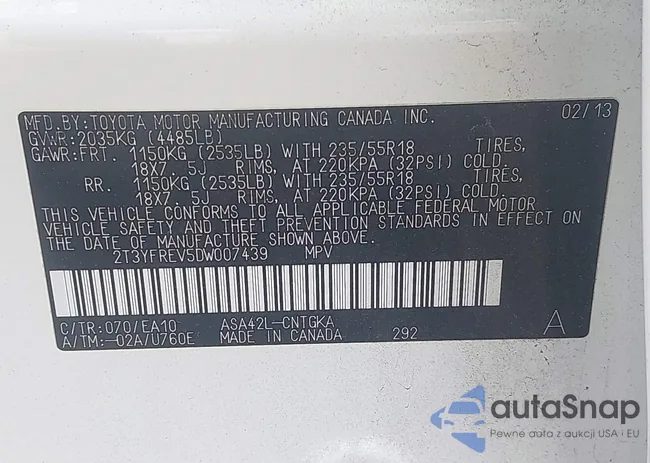 MFD.BY:TOYOTA MOTOR MANUFACTURING CANADA INC. 02/13
GVWR:2035KG (4485LB)
GAWR:FRT. 1150KG (2535LB) WITH 235/55R18 TIRES,
18X7. 5J RIMS, AT 220KPA (32PSI) COLD.
RR. 1150KG (2535LB) WITH 235/55R18 TIRES,
18X7. 5J RIMS, AT 220KPA (32PSI) COLD.
THIS VEHICLE CONFORMS TO ALL APPLICABLE FEDERAL MOTOR
VEHICLE SAFETY AND THEFT PREVENTION STANDARDS IN EFFECT ON
THE DATE OF MANUFACTURE SHOWN ABOVE.
2T3YFREV5DW007439 MPV
C/TR:070/EA10 ASA42L-CNTGKA A
A/TM:-02A/U760E MADE IN CANADA 292
autoSnap
Pewne auta z aukcji USA i EU